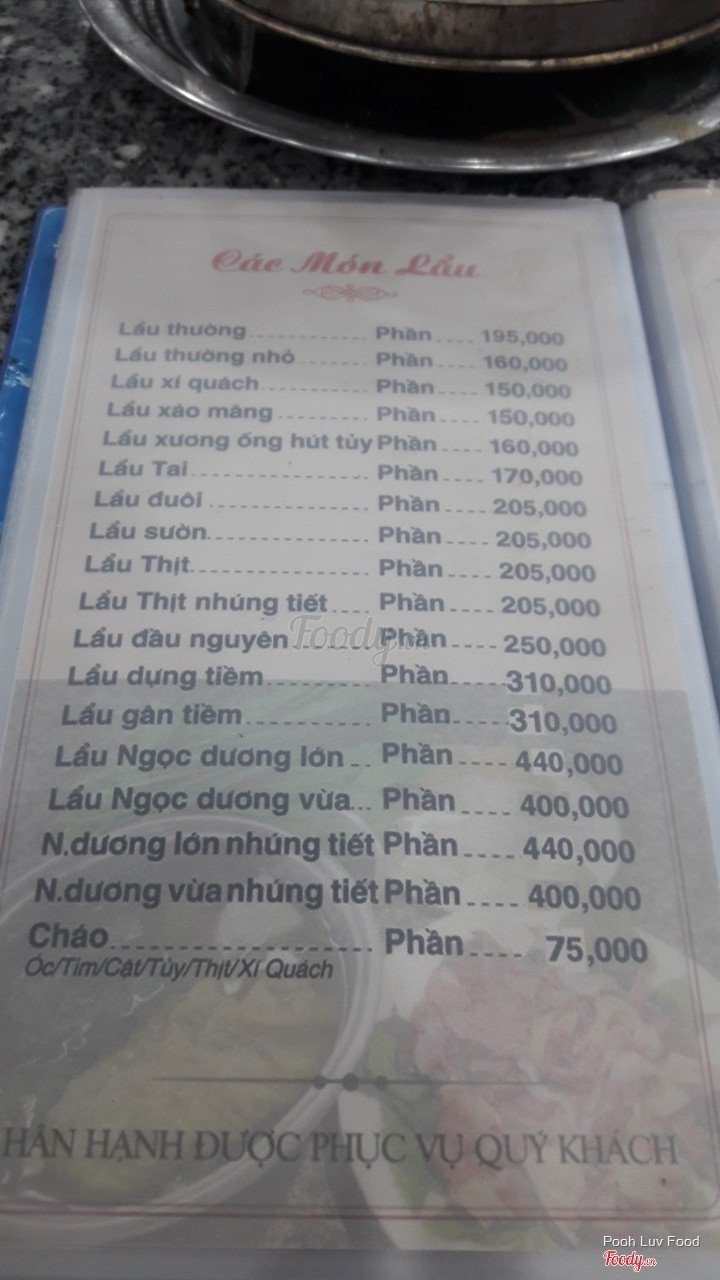 Các Món Lẩu
Lẩu thường.............. Phần.... 195,000
Lẩu thường nhỏ ......... Phần.... 160,000
Lẩu xí quách............. Phần.... 150,000
Lẩu xáo măng ........... Phần.... 150,000
Lẩu xương ống hút tủy Phần.... 160,000
Lẩu Tai.................... Phần.... 170,000
Lẩu đuôi .................. Phần.... 205,000
Lẩu sườn.................. Phần.... 205,000
Lẩu Thịt................... Phần.... 205,000
Lẩu Thịt nhúng tiết.... Phần.... 205,000
Lẩu đầu nguyên........ Phần.... 250,000
Lẩu dựng tiềm........... Phần.....310,000
Lẩu gân tiềm............. Phần.....310,000
Lẩu Ngọc dương lớn ... Phần.... 440,000
Lẩu Ngọc dương vừa... Phần.... 400,000
N.dương lớn nhúng tiết Phần.... 440,000
N.dương vừa nhúng tiết Phần.... 400,000
Cháo....................... Phần.... 75,000
Óc/Tim/Cật/Tủy/Thịt/Xí Quách
HÂN HẠNH ĐƯỢC PHỤC VỤ QUÝ KHÁCH
Foody.vn
Pooh Luv Food
Foody.vn